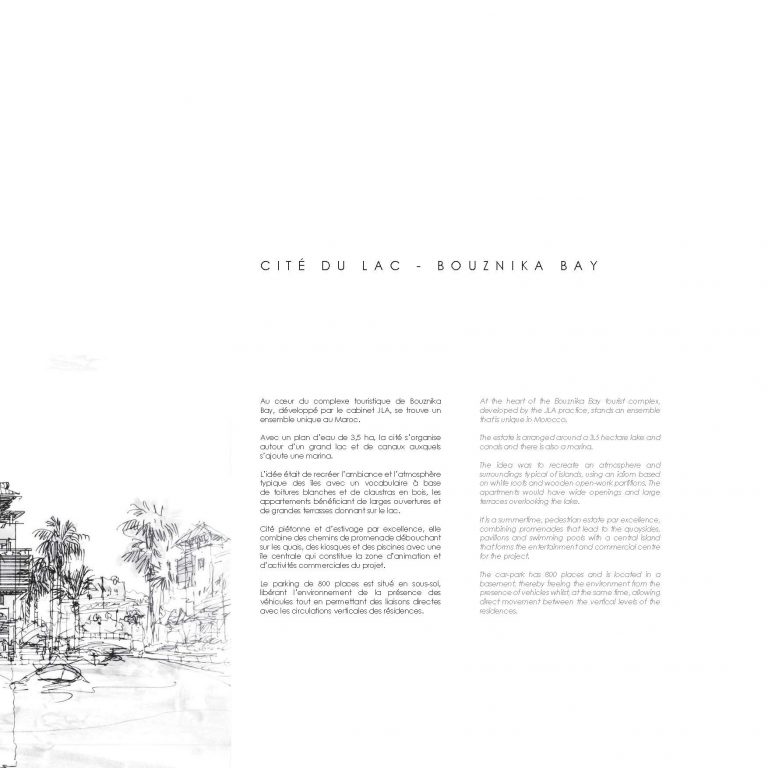 CITÉ DU LAC - BOUZNIKA BAY
Au cœur du complexe touristique de Bouznika
Bay, développé par le cabinet JLA, se trouve un
ensemble unique au Maroc.
Avec un plan d'eau de 3,5 ha, la cité s'organise
autour d'un grand lac et de canaux auxquels
s'ajoute une marina.
L'idée était de recréer l'ambiance et l'atmosphère
typique des îles avec un vocabulaire à base
de toitures blanches et de claustras en bois, les
appartements bénéficiant de larges ouvertures et
de grandes terrasses donnant sur le lac.
Cité piétonne et d'estivage par excellence, elle
combine des chemins de promenade débouchant
sur les quais, des kiosques et des piscines avec une
île centrale qui constitue la zone d'animation et
d'activités commerciales du projet.
Le parking de 800 places est situé en sous-sol,
libérant l'environnement de la présence des
véhicules tout en permettant des liaisons directes
avec les circulations verticales des résidences.
At the heart of the Bouznika Bay tourist complex,
developed by the JLA practice, stands an ensemble
that is unique in Morocco.
The estate is arranged around a 3,5 hectare lake and
canals and there is also a marina.
The idea was to recreate an atmosphere and
surroundings typical of islands, using an idiom based
on white roofs and wooden open-work partitions. The
apartments would have wide openings and large
terraces overlooking the lake.
It is a summertime, pedestrian estate par excellence,
combining promenades that lead to the quaysides,
pavillons and swimming pools with a central island
that forms the entertainment and commercial centre
for the project.
The car-park has 800 places and is located in a
basement, thereby freeing the environment from the
presence of vehicles whilst, at the same time, allowing
direct movement between the vertical levels of the
residences.